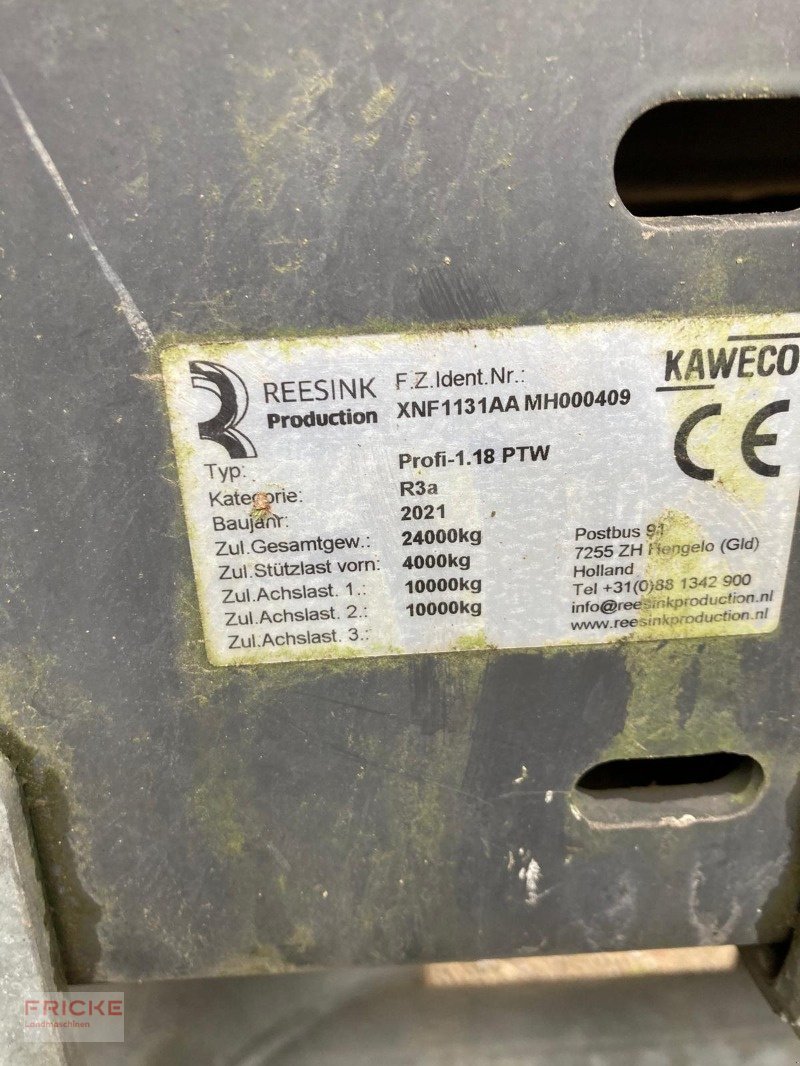 REESINK
Production
F.Z.Ident.Nr.:
XNF1131AA MH000409
KAWECO
CE
Typ: Profi-1.18 PTW
Kategorie: R3a
Baujahr: 2021
Zul.Gesamtgew.: 24000kg
Zul.Stützlast vorn: 4000kg
Zul.Achslast. 1.: 10000kg
Zul.Achslast. 2.: 10000kg
Zul.Achslast. 3.:
Postbus 91
7255 ZH Hengelo (Gld)
Holland
Tel +31(0)88 1342 900
info@reesinkproduction.nl
www.reesinkproduction.nl
FRICKE
Landmaschinen